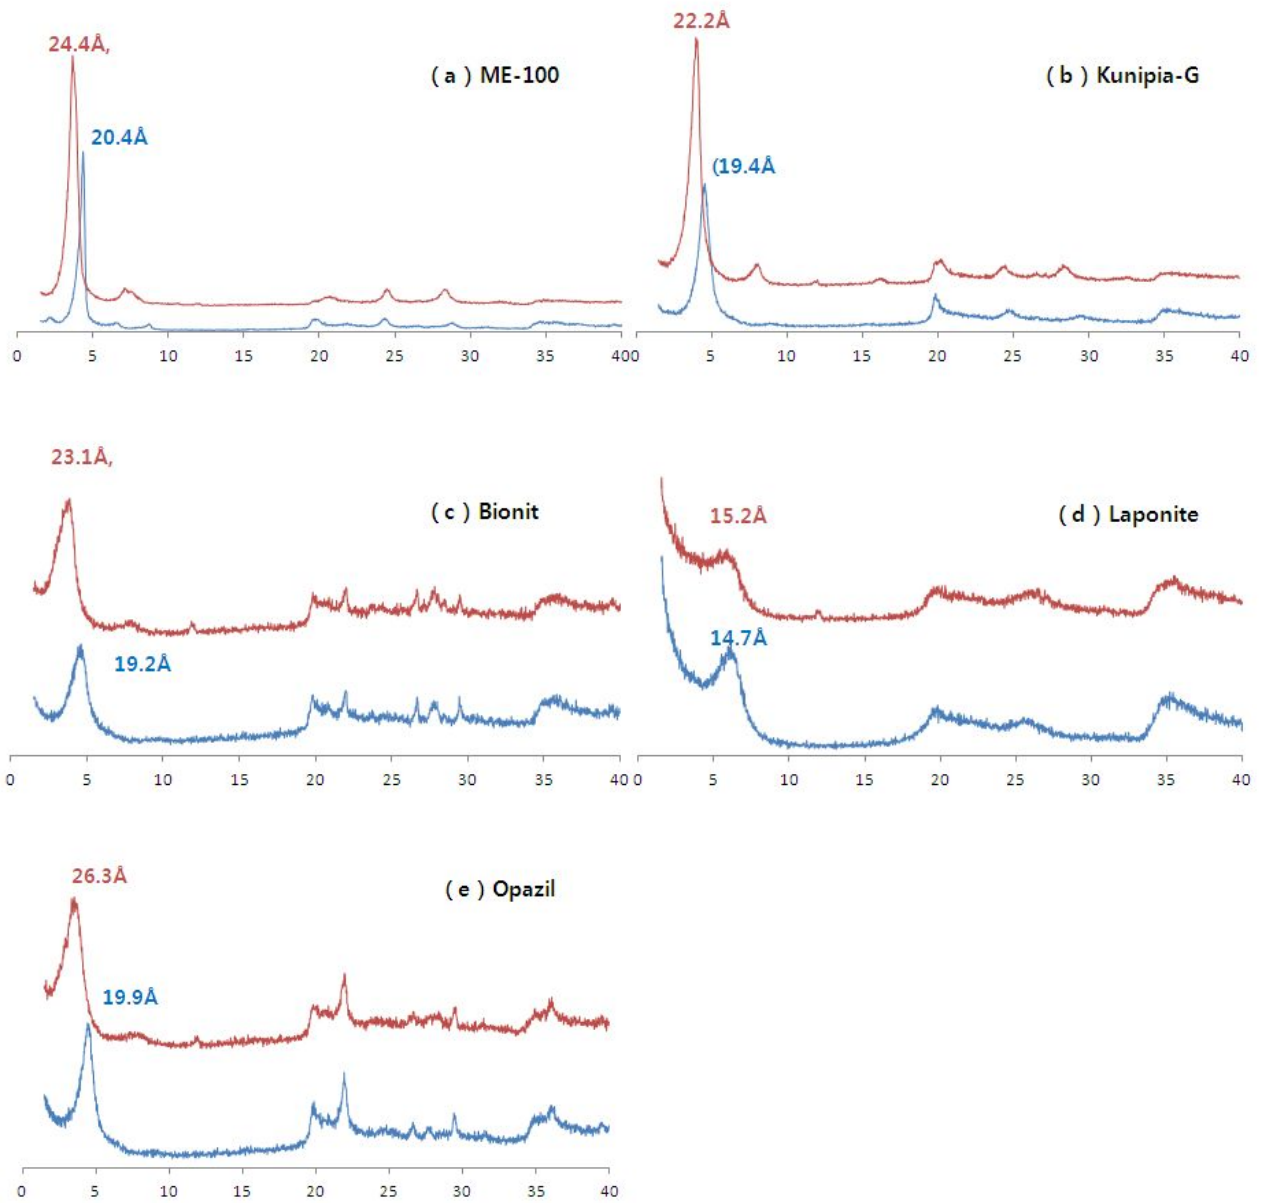 24.4Å,
( a ) ME-100
20.4Å
0 5 10 15 20 25 30 35 40
22.2Å
( b ) Kunipia-G
(19.4Å
0 5 10 15 20 25 30 35 40
23.1Å,
( c ) Bionit
19.2Å
0 5 10 15 20 25 30 35 40
15.2Å
( d ) Laponite
14.7Å
0 5 10 15 20 25 30 35 40
26.3Å
( e ) Opazil
19.9Å
0 5 10 15 20 25 30 35 40